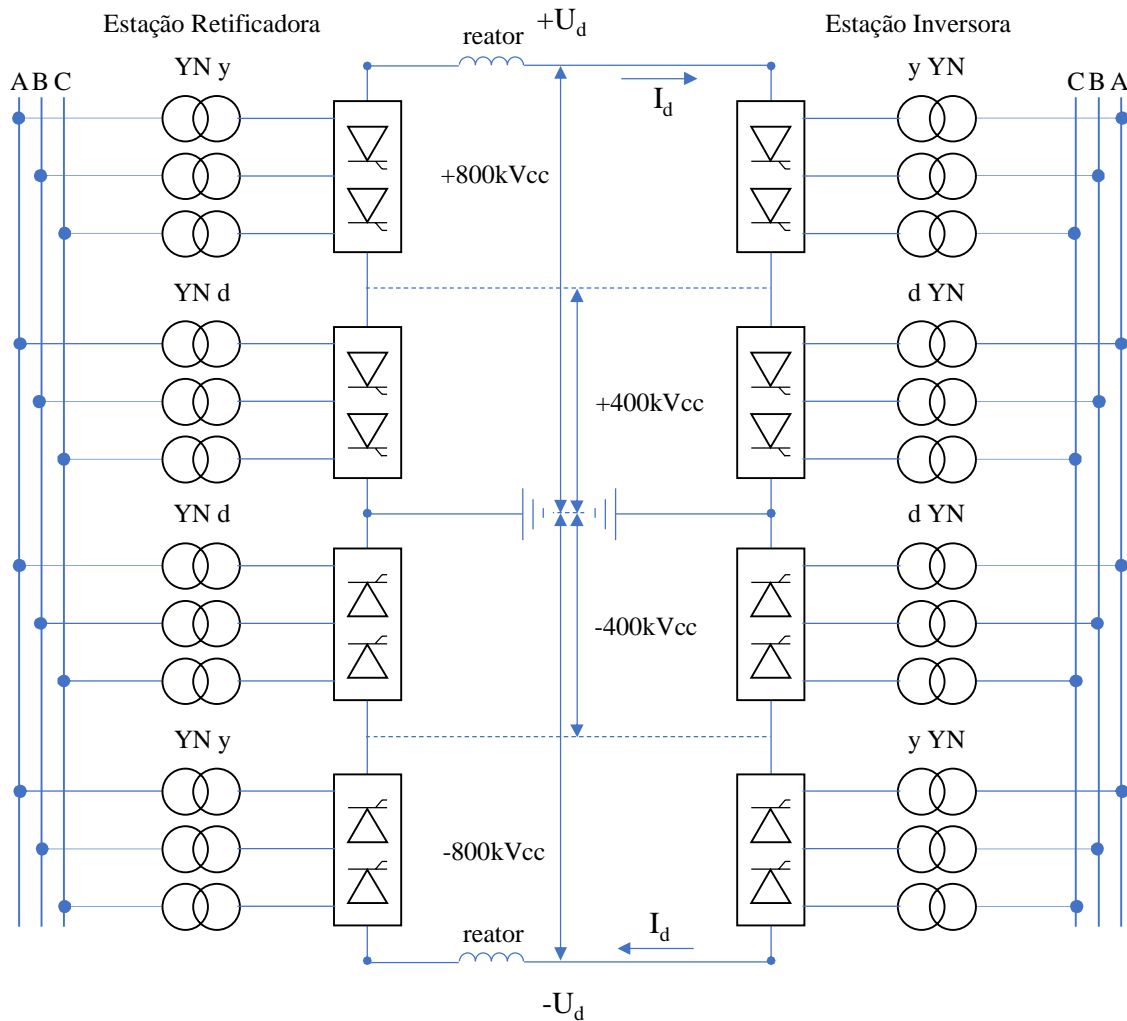 Estação Retificadora
reator
+U_d
Estação Inversora
YN y
y YN
A B C
I_d
C B A
+800kVcc
YN d
d YN
+400kVcc
YN d
d YN
-400kVcc
YN y
y YN
-800kVcc
reator
I_d
-U_d